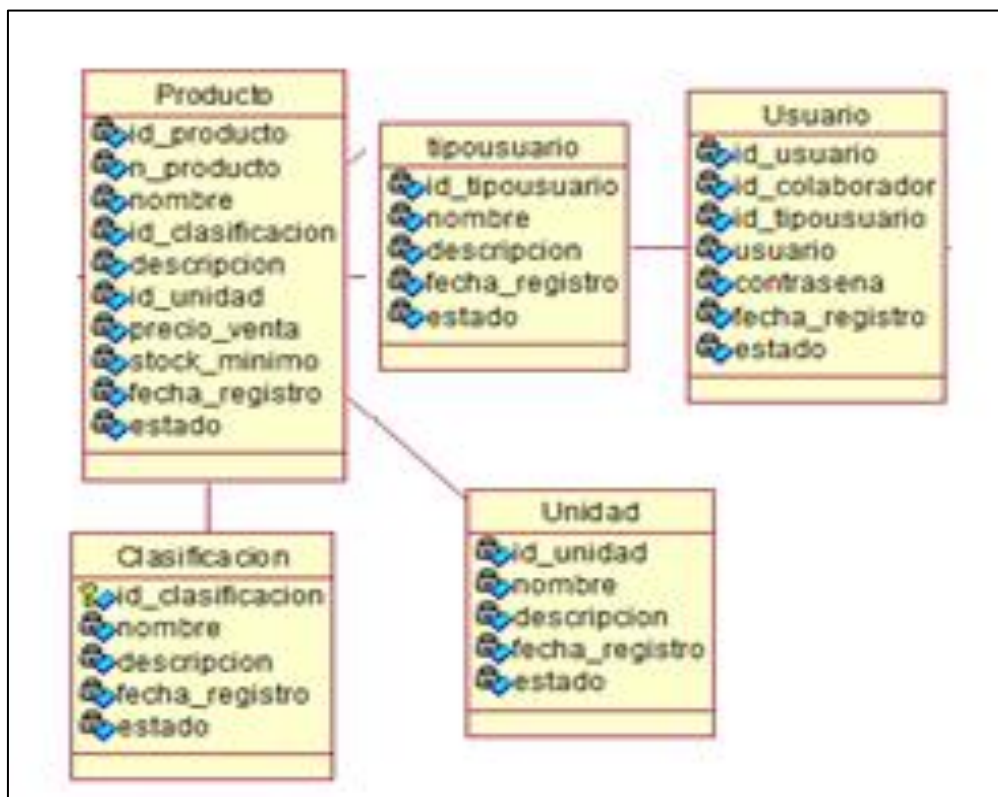 Producto
id_producto
n_producto
nombre
id_clasificacion
descripcion
id_unidad
precio_venta
stock_minimo
fecha_registro
estado
tipousuario
id_tipousuario
nombre
descripcion
fecha_registro
estado
Usuario
id_usuario
id_colaborador
id_tipousuario
usuario
contrasena
fecha_registro
estado
Clasificacion
id_clasificacion
nombre
descripcion
fecha_registro
estado
Unidad
id_unidad
nombre
descripcion
fecha_registro
estado